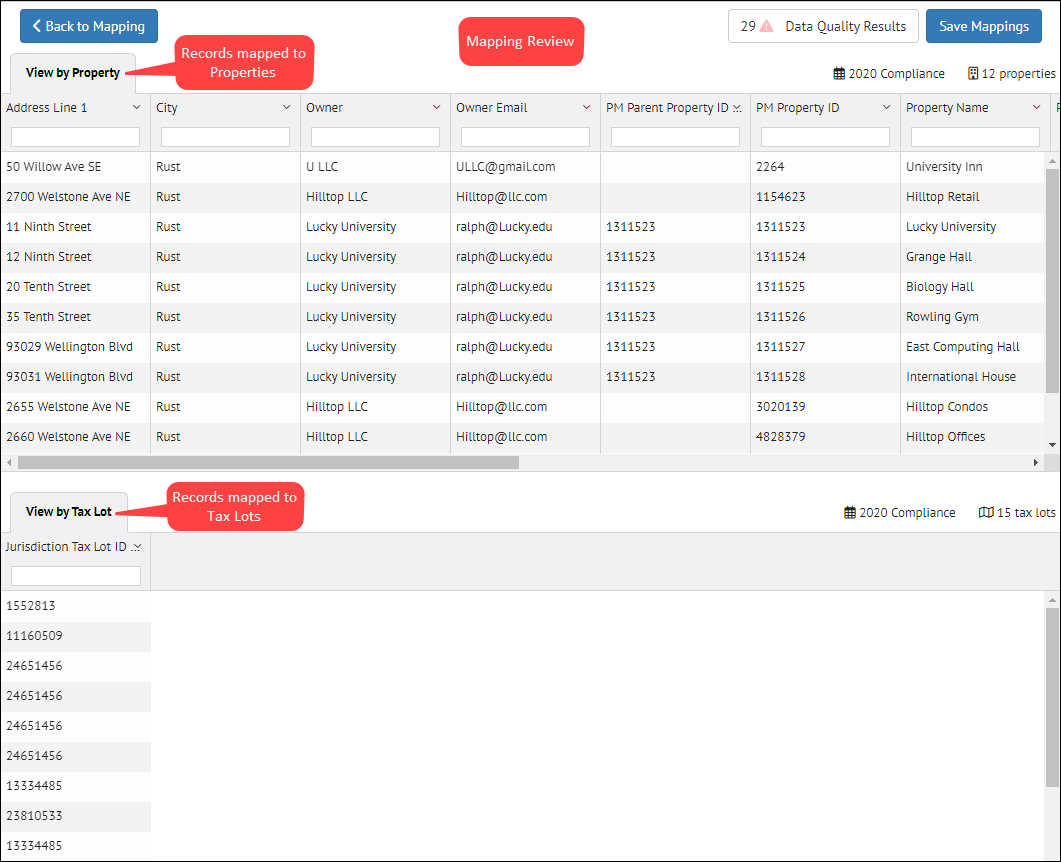 Back to Mapping
Mapping Review
29 Data Quality Results
Save Mappings
View by Property
Records mapped to
Properties
2020 Compliance 12 properties
Address Line 1 City Owner Owner Email PM Parent Property ID PM Property ID Property Name
50 Willow Ave SE Rust U LLC ULLC@gmail.com 2264 University Inn
2700 Welstone Ave NE Rust Hilltop LLC Hilltop@llc.com 1154623 Hilltop Retail
11 Ninth Street Rust Lucky University ralph@Lucky.edu 1311523 1311523 Lucky University
12 Ninth Street Rust Lucky University ralph@Lucky.edu 1311523 1311524 Grange Hall
20 Tenth Street Rust Lucky University ralph@Lucky.edu 1311523 1311525 Biology Hall
35 Tenth Street Rust Lucky University ralph@Lucky.edu 1311523 1311526 Rowling Gym
93029 Wellington Blvd Rust Lucky University ralph@Lucky.edu 1311523 1311527 East Computing Hall
93031 Wellington Blvd Rust Lucky University ralph@Lucky.edu 1311523 1311528 International House
2655 Welstone Ave NE Rust Hilltop LLC Hilltop@llc.com 3020139 Hilltop Condos
2660 Welstone Ave NE Rust Hilltop LLC Hilltop@llc.com 4828379 Hilltop Offices
View by Tax Lot
Records mapped to
Tax Lots
2020 Compliance 15 tax lots
Jurisdiction Tax Lot ID ..
1552813
11160509
24651456
24651456
24651456
24651456
13334485
23810533
13334485